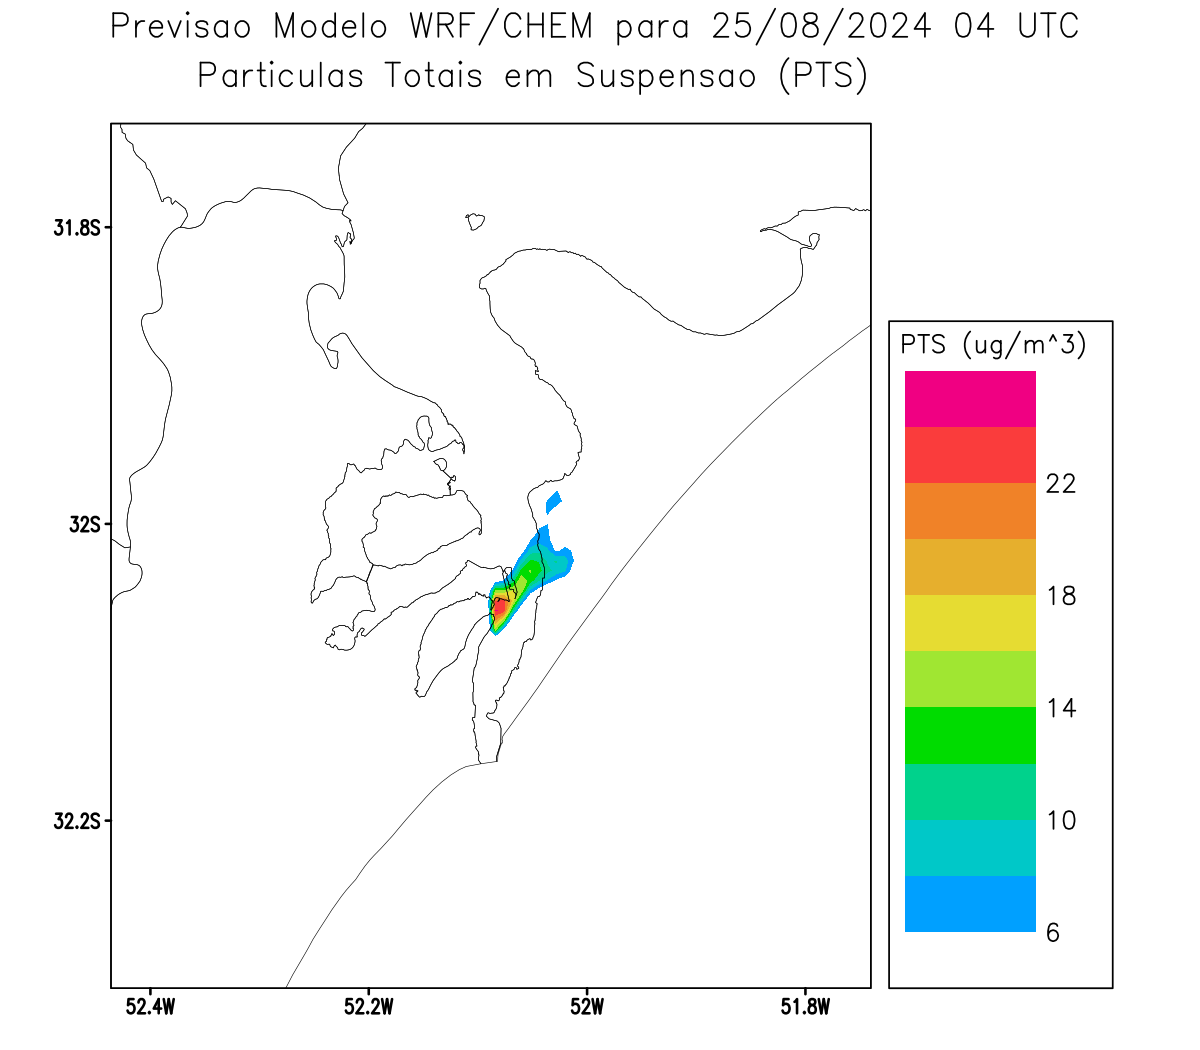 Previsao Modelo WRF/CHEM para 25/08/2024 04 UTC
Particulas Totais em Suspensao (PTS)
31.8S
32S
32.2S
52.4W
52.2W
52W
51.8W
PTS (ug/m^3)
22
18
14
10
6